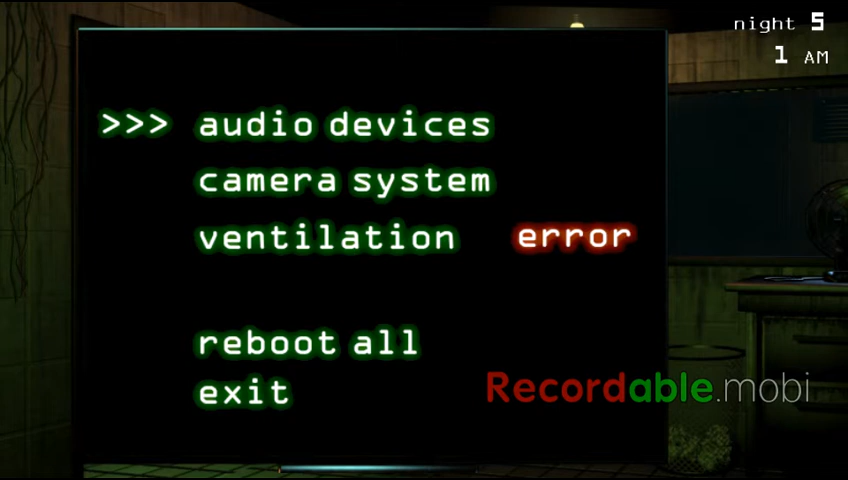 night 5
1 AM
>>> audio devices
camera system
ventilation error
reboot all
exit
Recordable.mobi